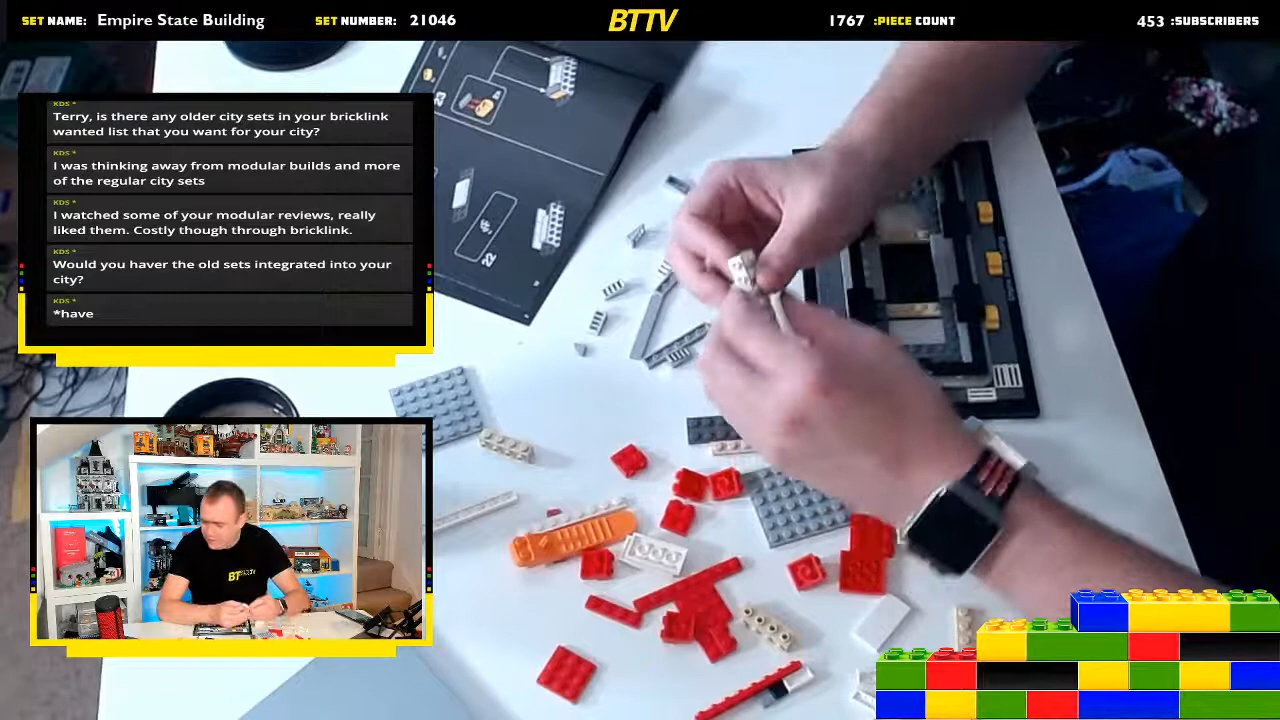 SET NAME: Empire State Building SET NUMBER: 21046 BTTV 1767 :PIECE COUNT 453 :SUBSCRIBERS
KDS *
Terry, is there any older city sets in your bricklink
wanted list that you want for your city?
KDS *
I was thinking away from modular builds and more
of the regular city sets
KDS *
I watched some of your modular reviews, really
liked them. Costly though through bricklink.
KDS *
Would you haver the old sets integrated into your
city?
KDS *
*have
23
22
BT